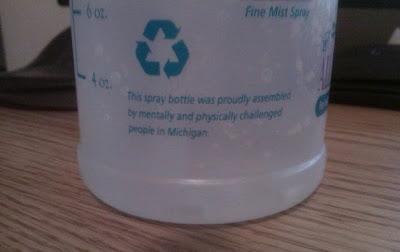 6 oz.
Fine Mist Spray
4 oz.
This spray bottle was proudly assembled
by mentally and physically challenged
people in Michigan